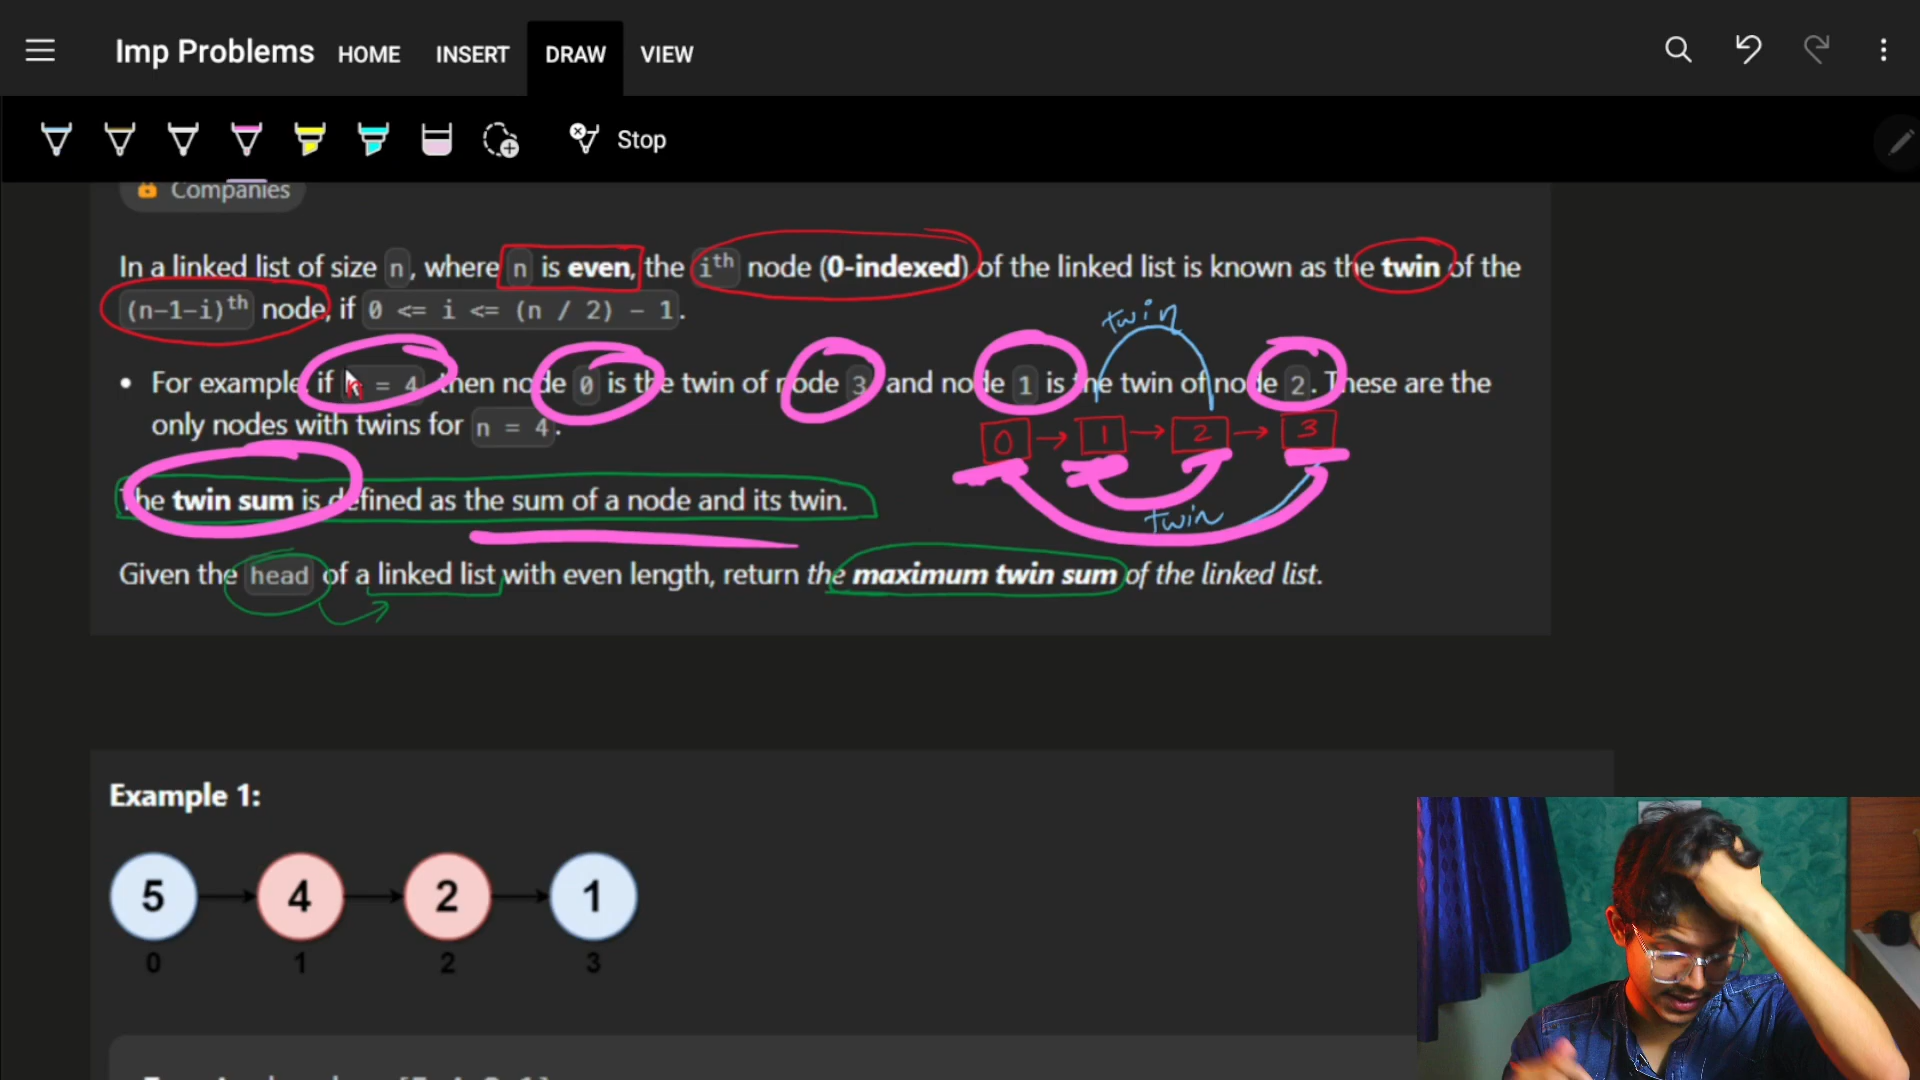 Imp Problems HOME INSERT DRAW VIEW
Stop
Companies
In a linked list of size n, where n is even, the ith node (0-indexed) of the linked list is known as the twin of the
(n-1-i)th node, if 0 <= i <= (n / 2) - 1.
twin
For example, if n = 4, then node 0 is the twin of node 3, and node 1 is the twin of node 2. These are the
only nodes with twins for n = 4.
0 → 1 → 2 → 3
The twin sum is defined as the sum of a node and its twin.
twin
Given the head of a linked list with even length, return the maximum twin sum of the linked list.
Example 1:
5 4 2 1
0 1 2 3